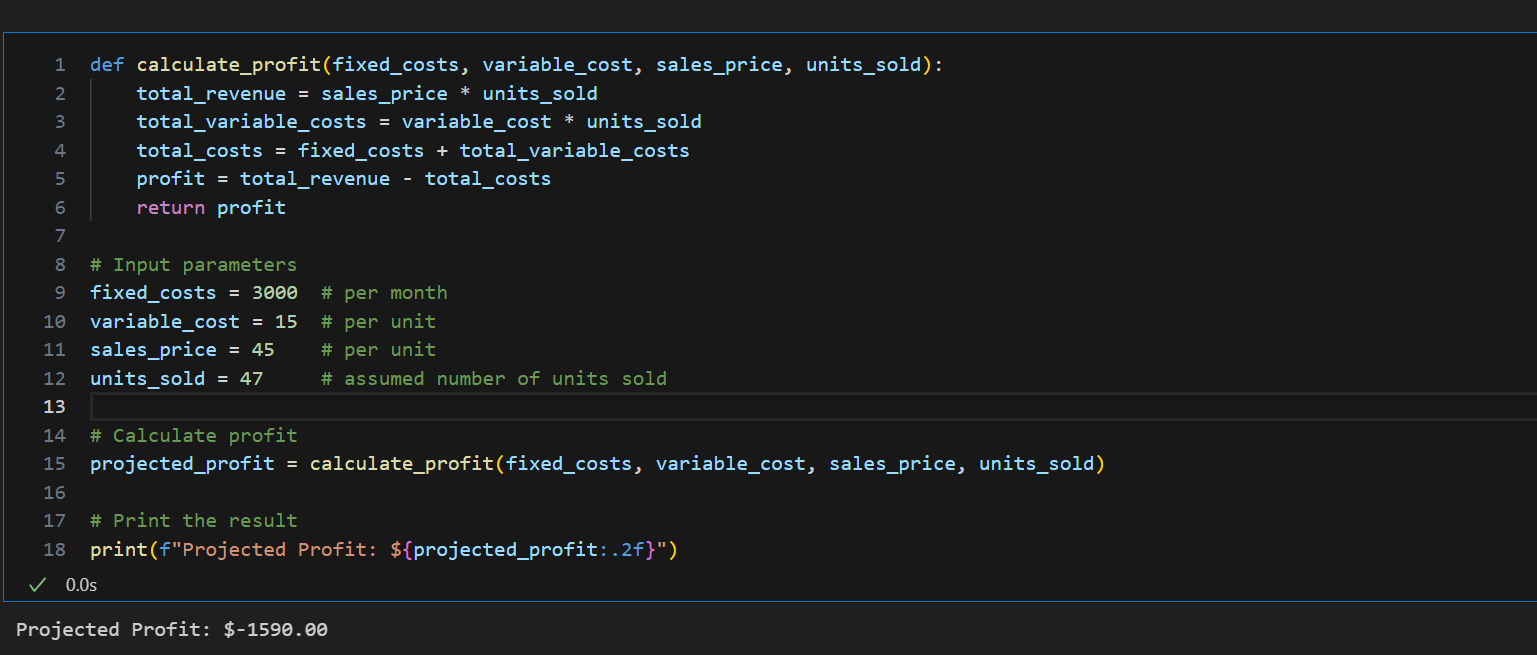 1 def calculate_profit(fixed_costs, variable_cost, sales_price, units_sold):
2     total_revenue = sales_price * units_sold
3     total_variable_costs = variable_cost * units_sold
4     total_costs = fixed_costs + total_variable_costs
5     profit = total_revenue - total_costs
6     return profit
7
8 # Input parameters
9 fixed_costs = 3000  # per month
10 variable_cost = 15  # per unit
11 sales_price = 45    # per unit
12 units_sold = 47     # assumed number of units sold
13
14 # Calculate profit
15 projected_profit = calculate_profit(fixed_costs, variable_cost, sales_price, units_sold)
16
17 # Print the result
18 print(f"Projected Profit: ${projected_profit:.2f}")
✓ 0.0s
Projected Profit: $-1590.00